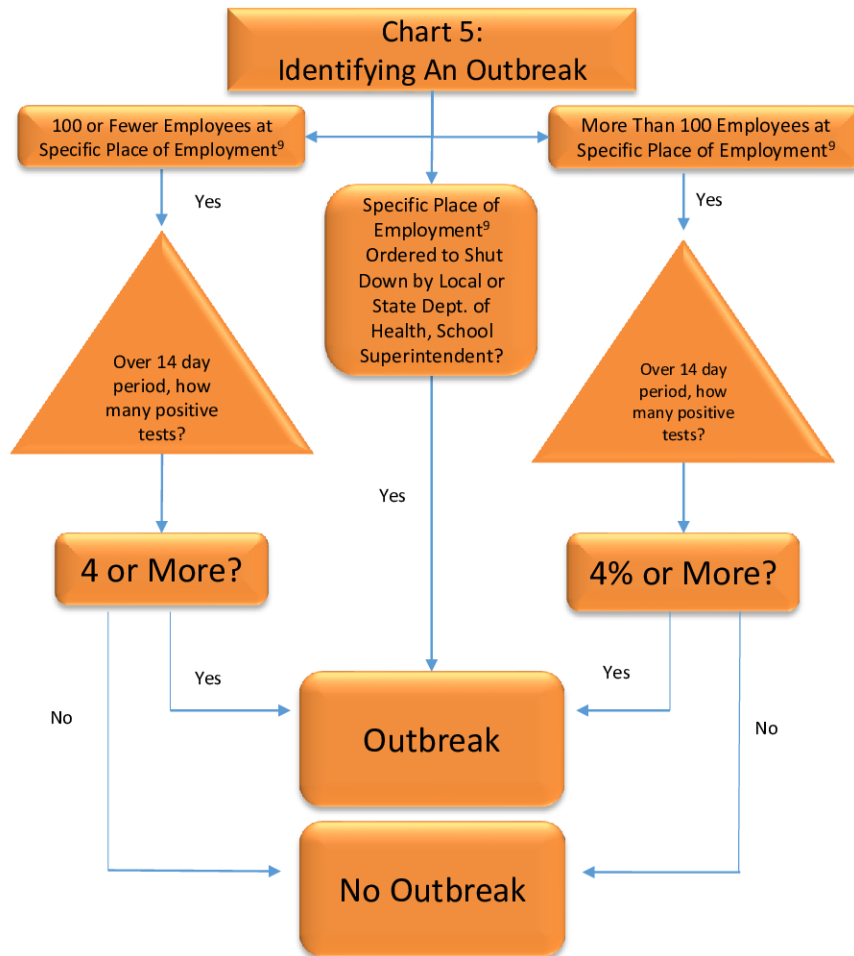 Chart 5:
Identifying An Outbreak
100 or Fewer Employees at
Specific Place of Employment⁹
More Than 100 Employees at
Specific Place of Employment⁹
Yes
Specific Place of
Employment⁹
Ordered to Shut
Down by Local or
State Dept. of
Health, School
Superintendent?
Yes
Over 14 day
period, how
many positive
tests?
Over 14 day
period, how
many positive
tests?
Yes
4 or More?
4% or More?
Yes
Yes
No
No
Outbreak
No Outbreak